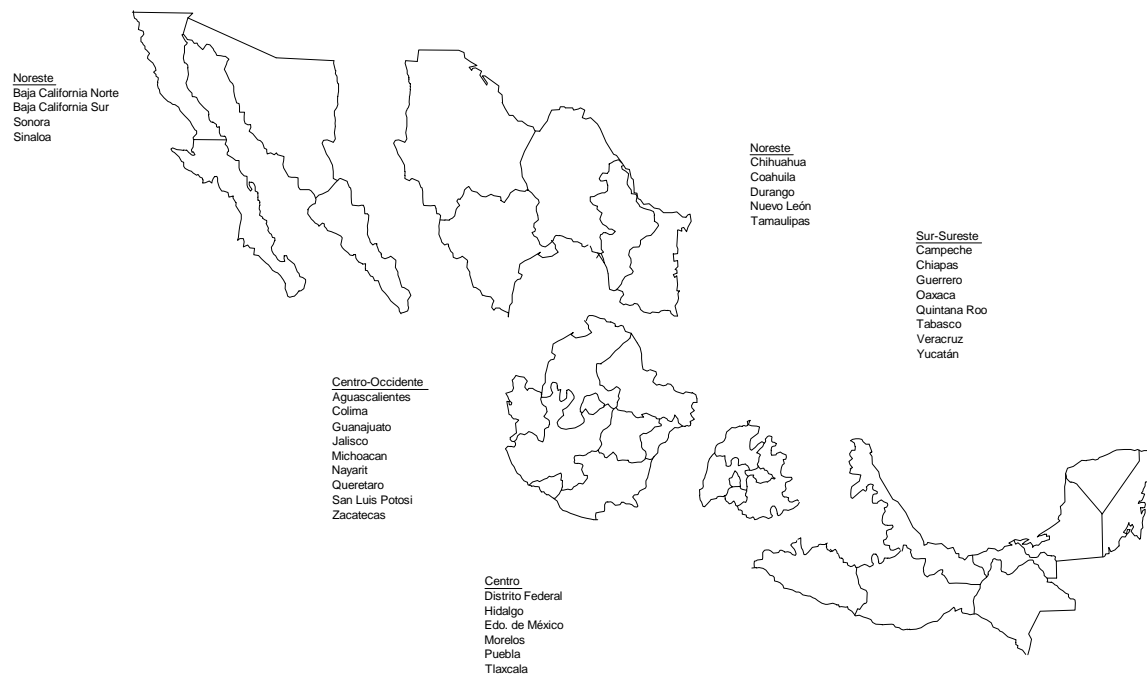 Noreste
Baja California Norte
Baja California Sur
Sonora
Sinaloa
Noreste
Chihuahua
Coahuila
Durango
Nuevo León
Tamaulipas
Sur-Sureste
Campeche
Chiapas
Guerrero
Oaxaca
Quintana Roo
Tabasco
Veracruz
Yucatán
Centro-Occidente
Aguascalientes
Colima
Guanajuato
Jalisco
Michoacan
Nayarit
Queretaro
San Luis Potosi
Zacatecas
Centro
Distrito Federal
Hidalgo
Edo. de México
Morelos
Puebla
Tlaxcala